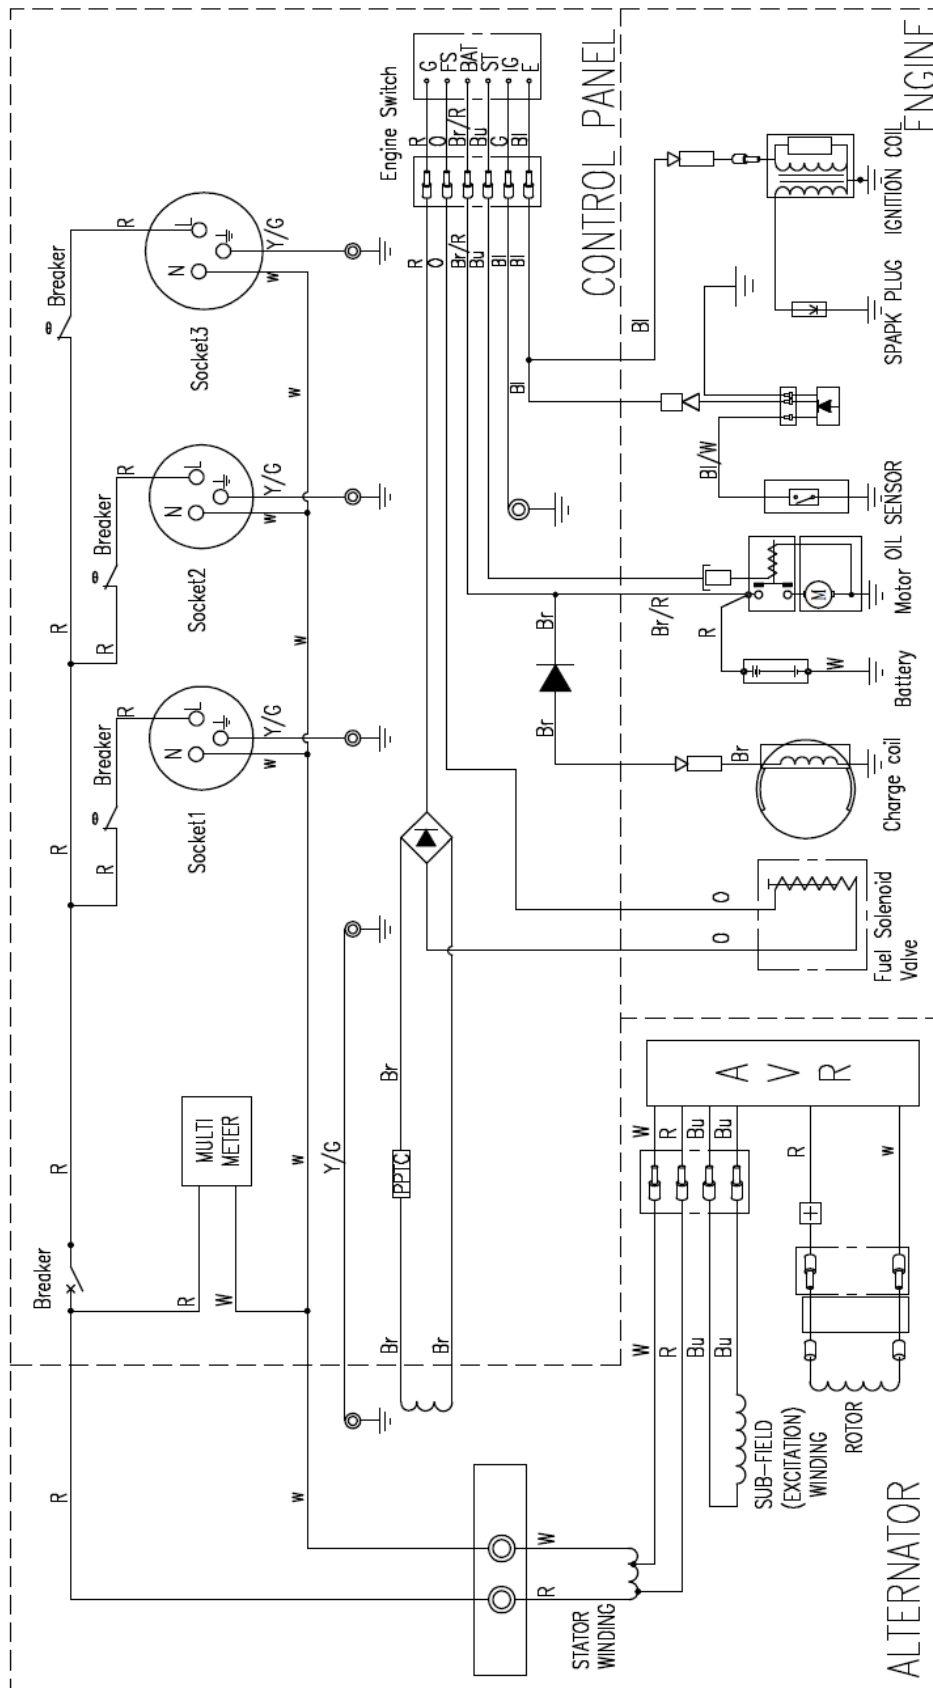 Breaker
Breaker
R
R
R
R
Breaker
Breaker
R
R
R
R
R
N
L
N
L
N
L
Socket1
Socket2
Socket3
MULTI
METER
R
W
Y/G
Y/G
Y/G
w
w
w
w
w
w
w
w
Y/G
Br
Br
PPTC
Br
Engine Switch
G
FS
BAT
ST
IG
E
R
O
Br/R
Bu
G
Bl
R
O
Br/R
Bu
Bl
Bl
Bl
Bl
CONTROL PANEL
Br
Br
Br/R
R
W
Br
Bl/W
O
O
Fuel Solenoid
Valve
Charge coil
Battery
Motor
OIL SENSOR
SPAPK PLUG
IGNITION COIL
M
ENGINE
R
W
STATOR
WINDING
W
R
Bu
Bu
W
R
Bu
Bu
R
w
AVR
SUB-FIELD
(EXCITATION)
WINDING
ROTOR
ALTERNATOR